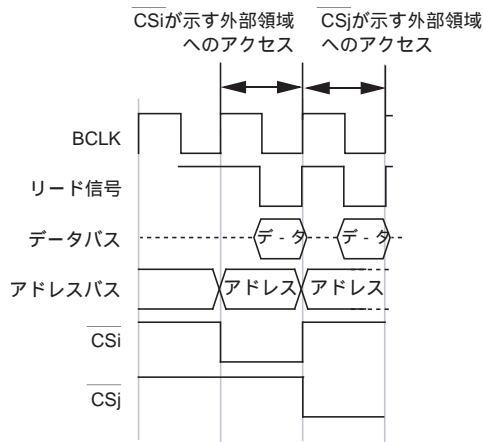 CSiが示す外部領域
へのアクセス
CSjが示す外部領域
へのアクセス
BCLK
リード信号
データバス
デ - タ
デ - タ
アドレスバス
アドレス
アドレス
CSi
CSj